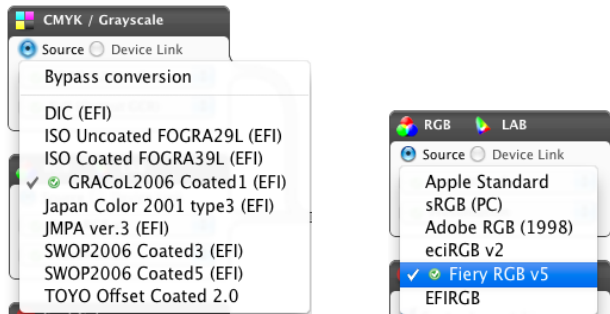 CMYK / Grayscale
Source Device Link
Bypass conversion
DIC (EFI)
ISO Uncoated FOGRA29L (EFI)
ISO Coated FOGRA39L (EFI)
GRACoL2006 Coated1 (EFI)
Japan Color 2001 type3 (EFI)
JMPA ver.3 (EFI)
SWOP2006 Coated3 (EFI)
SWOP2006 Coated5 (EFI)
TOYO Offset Coated 2.0
RGB LAB
Source Device Link
Apple Standard
sRGB (PC)
Adobe RGB (1998)
eciRGB v2
Fiery RGB v5
EFIRGB